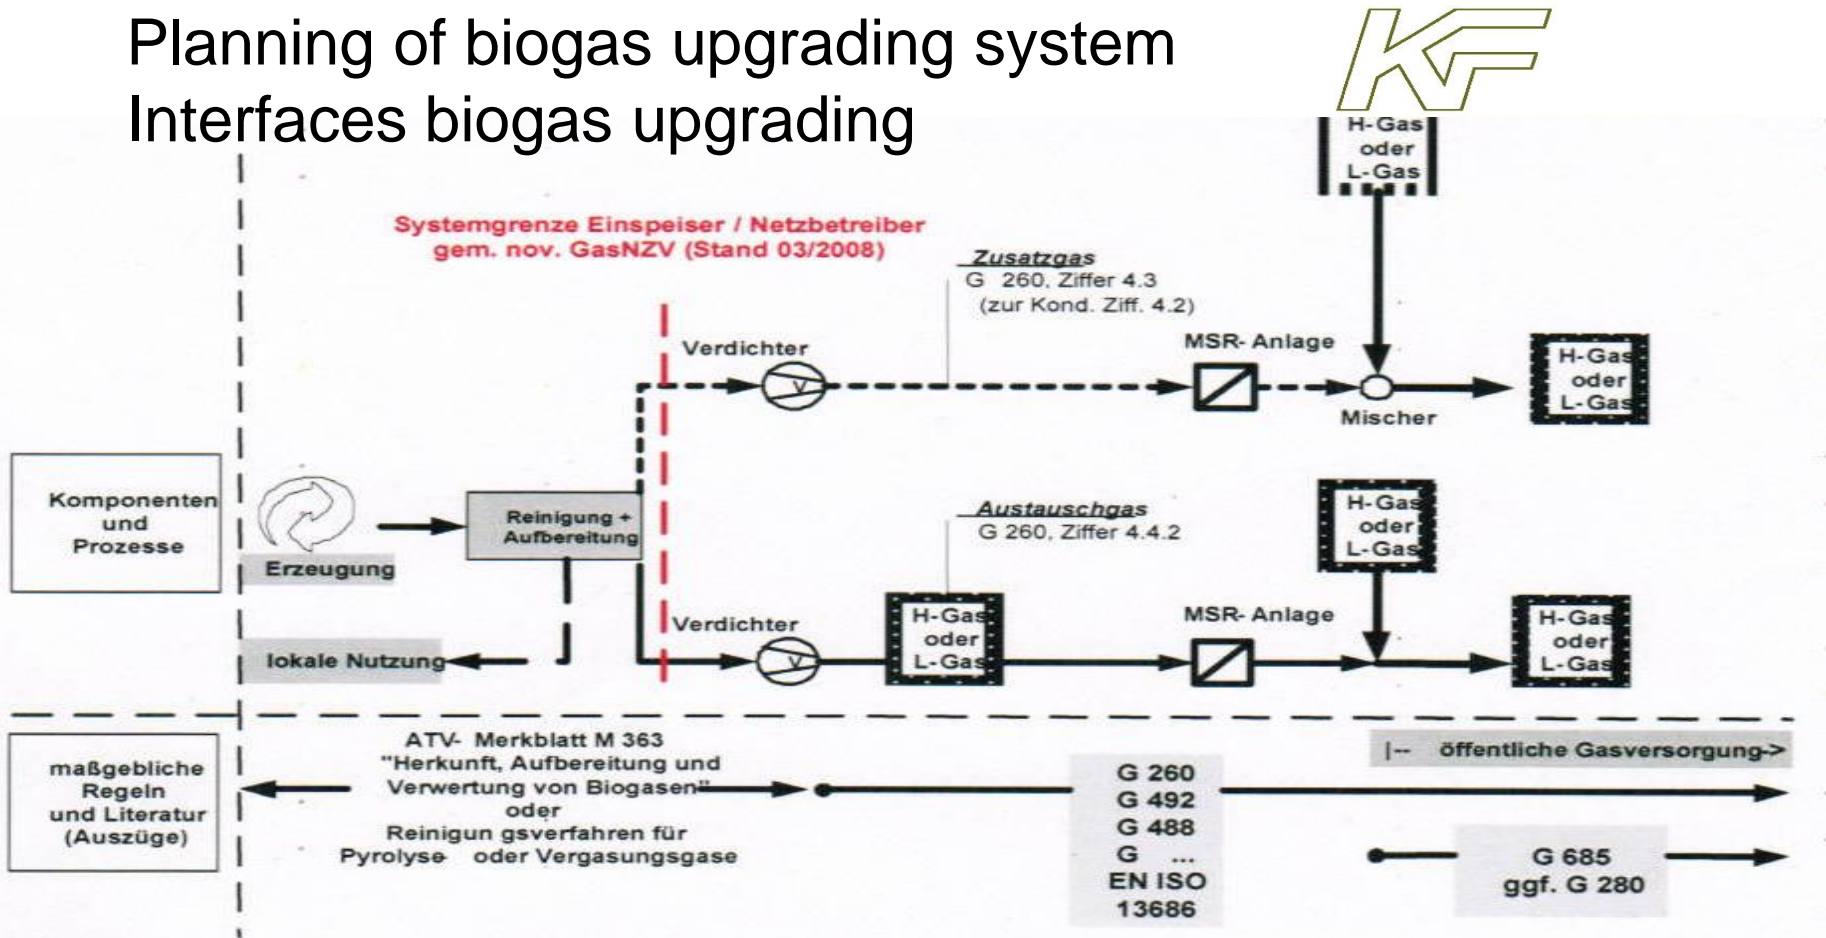 Planning of biogas upgrading system
Interfaces biogas upgrading
KF
H-Gas
oder
L-Gas
Systemgrenze Einspeiser / Netzbetreiber
gem. nov. GasNZV (Stand 03/2008)
Zusatzgas
G 260, Ziffer 4.3
(zur Kond. Ziff. 4.2)
Verdichter
V
MSR- Anlage
Mischer
H-Gas
oder
L-Gas
Komponenten
und
Prozesse
Erzeugung
Reinigung +
Aufbereitung
lokale Nutzung
Austauschgas
G 260, Ziffer 4.4.2
Verdichter
V
H-Gas
oder
L-Gas
MSR- Anlage
H-Gas
oder
L-Gas
H-Gas
oder
L-Gas
maßgebliche
Regeln
und Literatur
(Auszüge)
ATV- Merkblatt M 363
"Herkunft, Aufbereitung und
Verwertung von Biogasen"
oder
Reinigun gsverfahren für
Pyrolyse oder Vergasungsgase
G 260
G 492
G 488
G ...
EN ISO
13686
|-- öffentliche Gasversorgung->
G 685
ggf. G 280